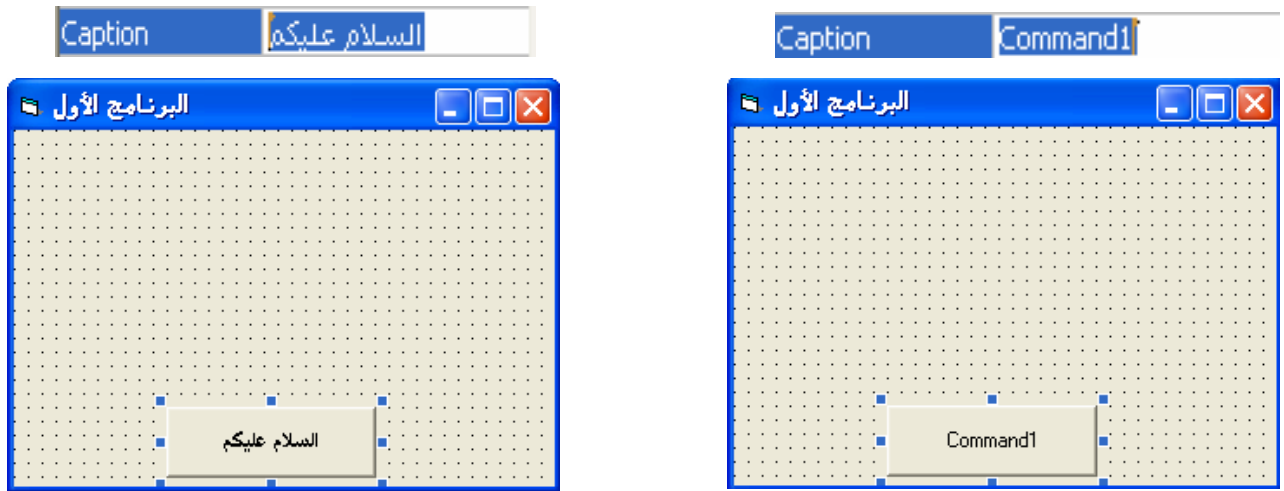 Caption السلام عليكم
البرنامج الأول
السلام عليكم
Caption Command1
البرنامج الأول
Command1